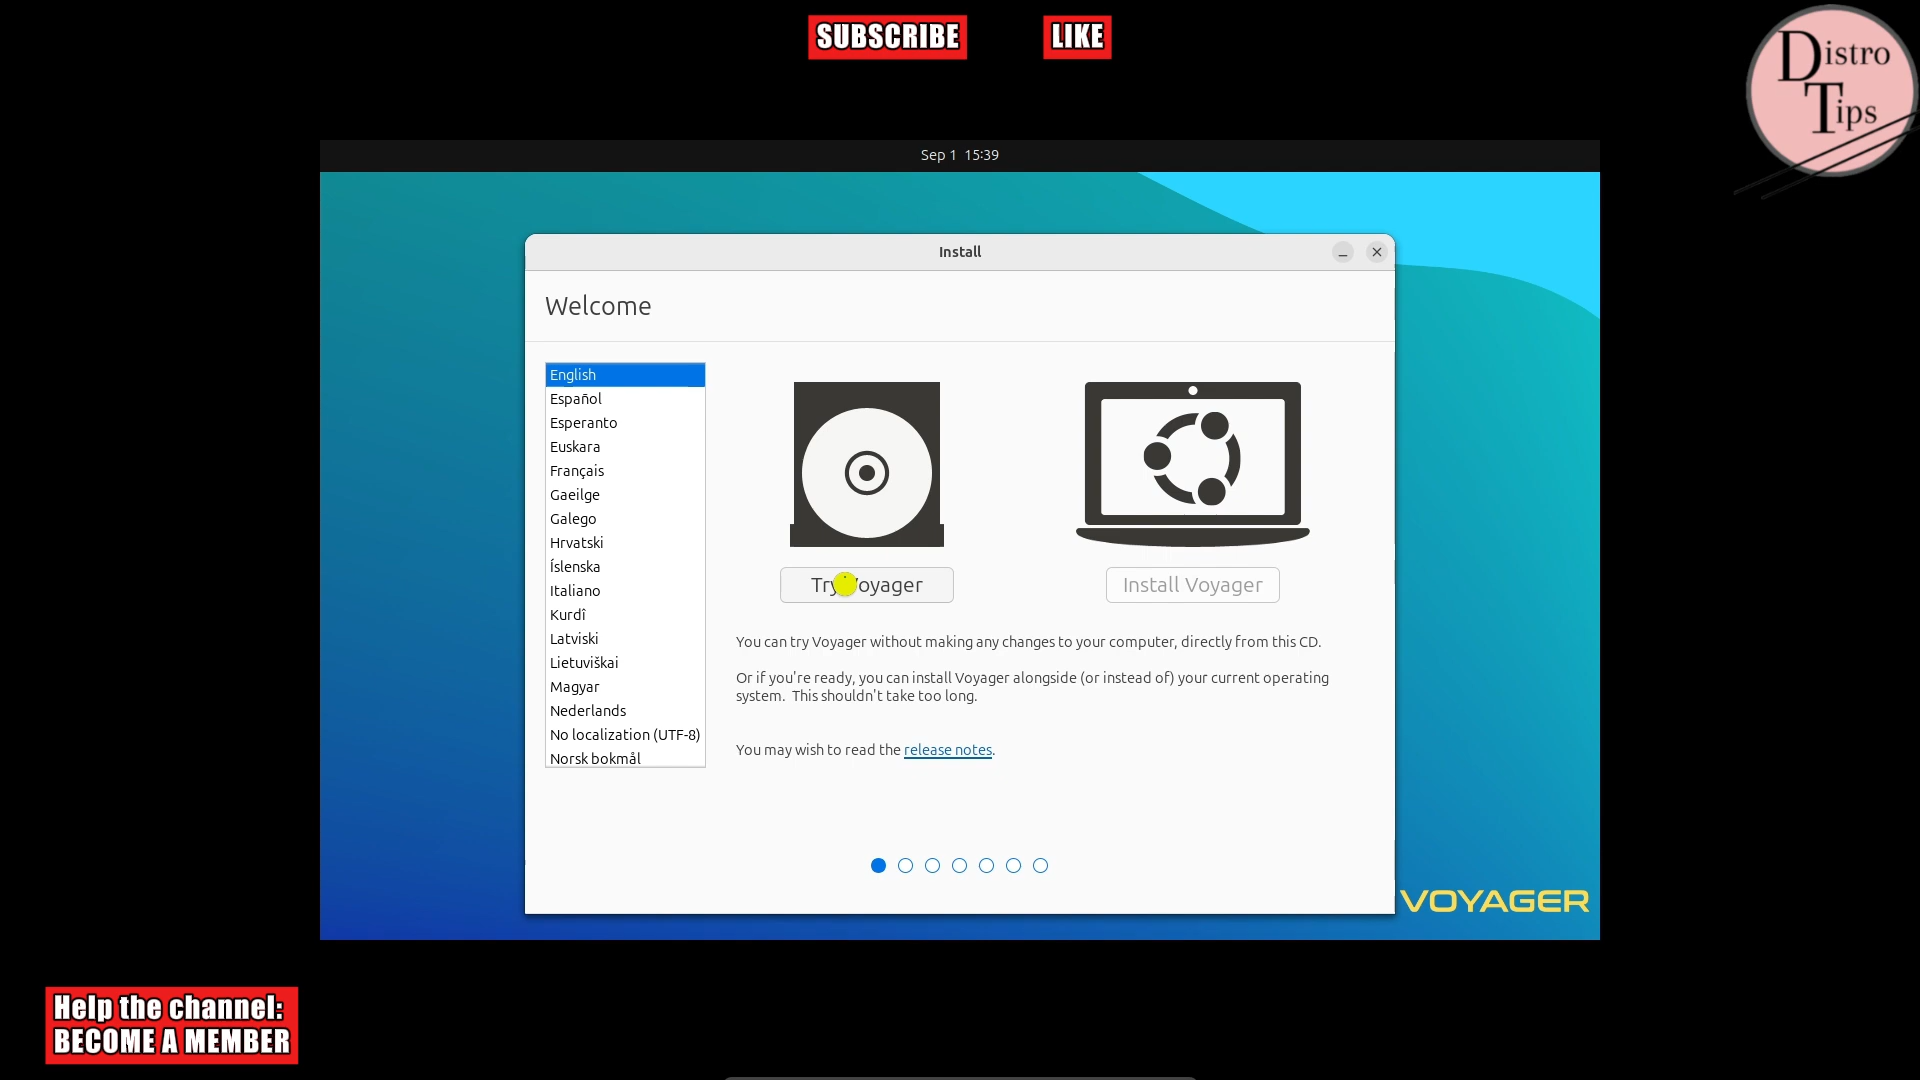 SUBSCRIBE
LIKE
Distro
Tips
Sep 1 15:39
Install
Welcome
English
Español
Esperanto
Euskara
Français
Gaeilge
Galego
Hrvatski
Íslenska
Italiano
Kurdî
Latviski
Lietuviškai
Magyar
Nederlands
No localization (UTF-8)
Norsk bokmål
Try Voyager
Install Voyager
You can try Voyager without making any changes to your computer, directly from this CD.
Or if you're ready, you can install Voyager alongside (or instead of) your current operating
system. This shouldn't take too long.
You may wish to read the release notes.
VOYAGER
Help the channel:
BECOME A MEMBER